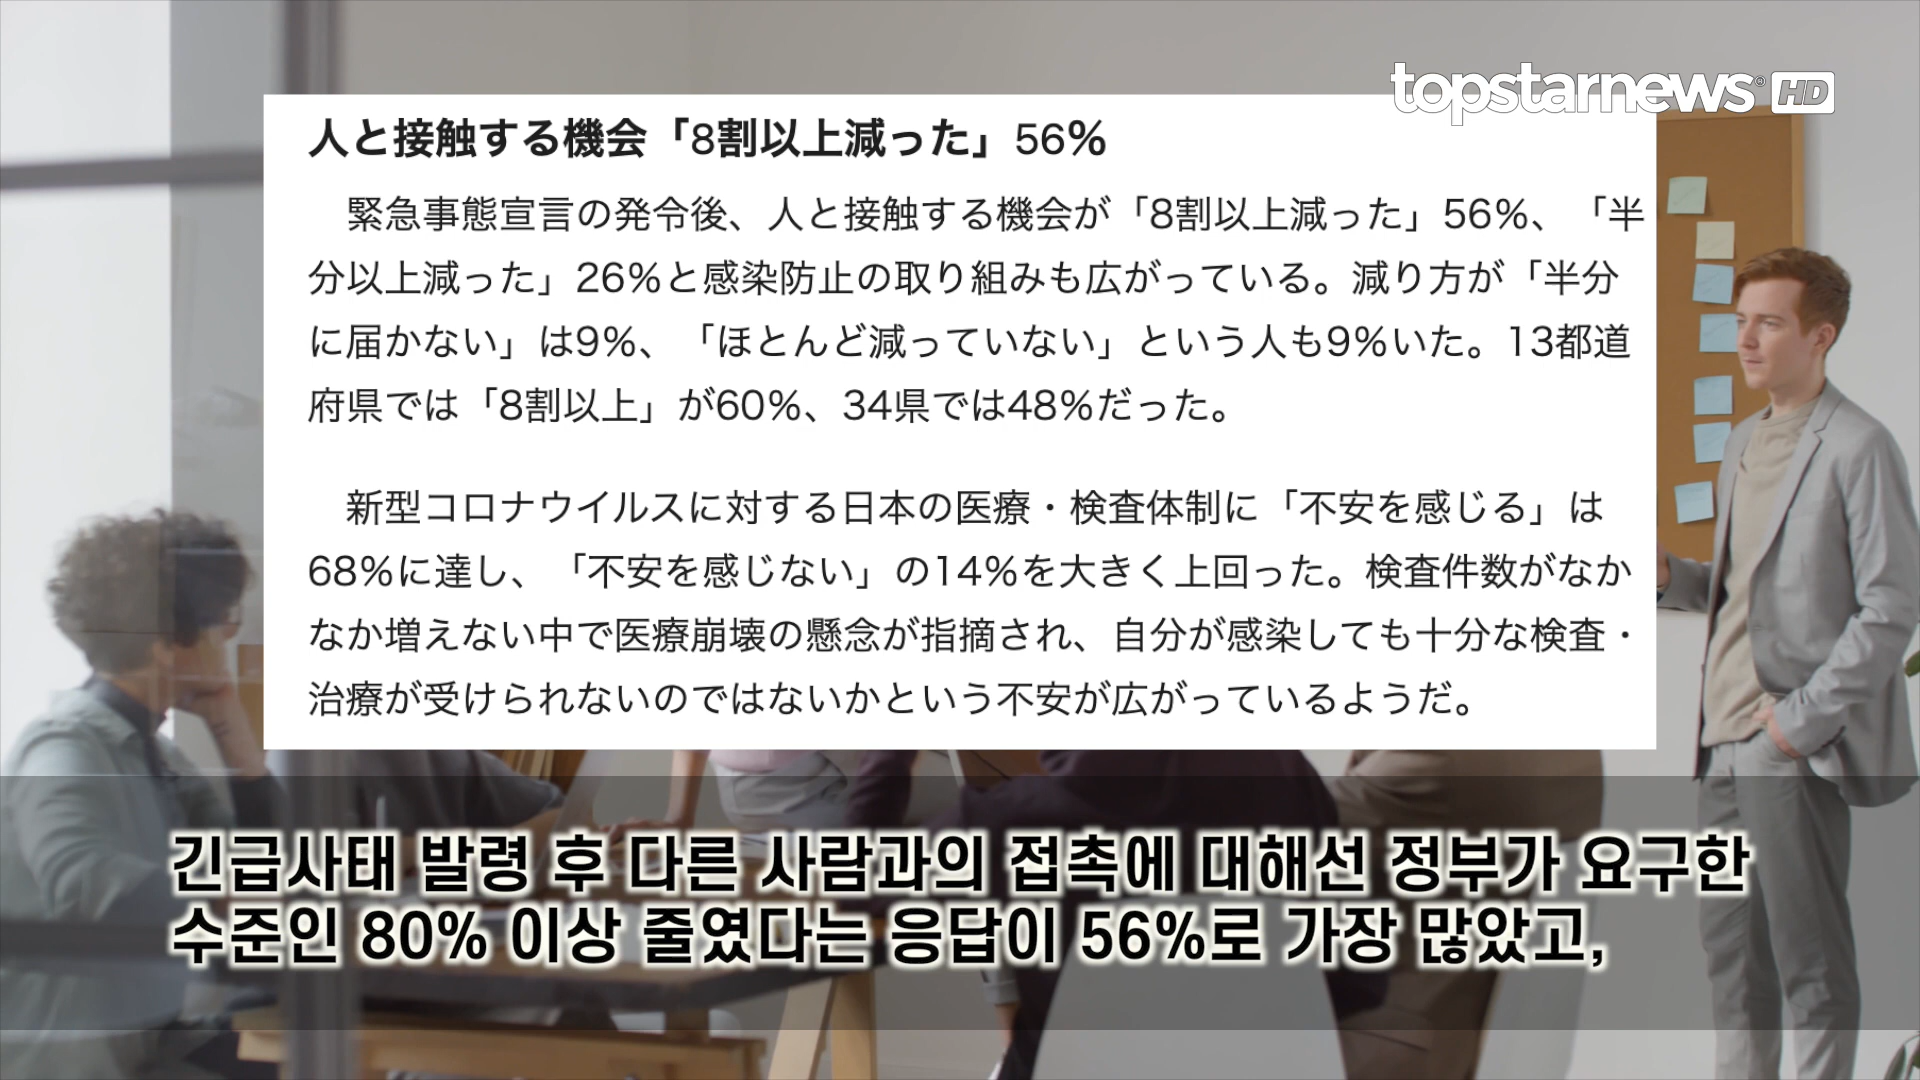 topstarnews HD
人と接触する機会「8割以上減った」56%
緊急事態宣言の発令後、人と接触する機会が「8割以上減った」56%、「半
分以上減った」26%と感染防止の取り組みも広がっている。減り方が「半分
に届かない」は9%、「ほとんど減っていない」という人も9%いた。13都道
府県では「8割以上」が60%、34県では48%だった。
新型コロナウイルスに対する日本の医療・検査体制に「不安を感じる」は
68%に達し、「不安を感じない」の14%を大きく上回った。検査件数がなか
なか増えない中で医療崩壊の懸念が指摘され、自分が感染しても十分な検査・
治療が受けられないのではないかという不安が広がっているようだ。
긴급사태 발령 후 다른 사람과의 접촉에 대해선 정부가 요구한
수준인 80% 이상 줄였다는 응답이 56%로 가장 많았고,